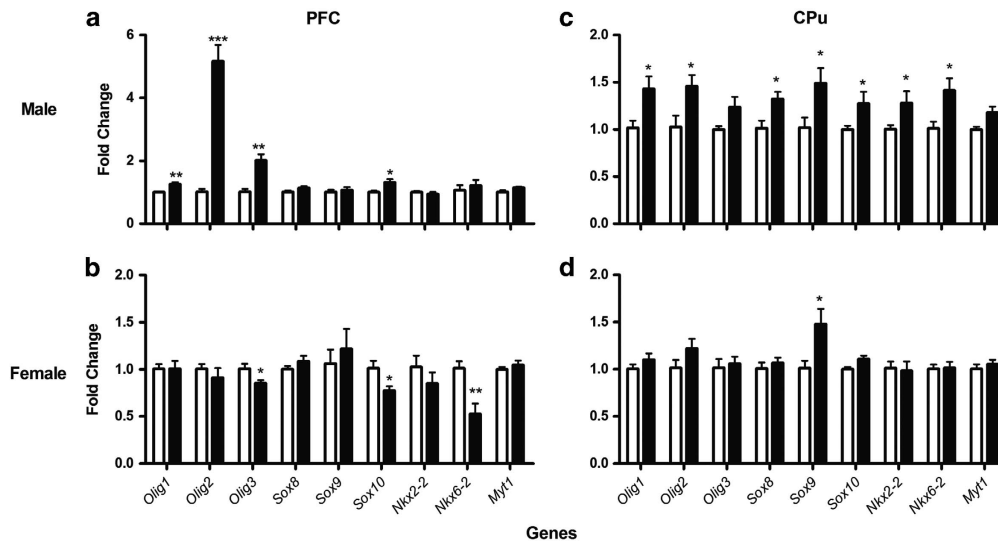 a
PFC
c
CPu
Male
Fold Change
6
4
2
0
***
**
**
*
2.0
1.5
1.0
0.5
0.0
*
*
*
*
*
*
*
b
d
Female
Fold Change
2.0
1.5
1.0
0.5
0.0
*
*
**
2.0
1.5
1.0
0.5
0.0
*
Olig1
Olig2
Olig3
Sox8
Sox9
Sox10
Nkx2-2
Nkx6-2
Myt1
Olig1
Olig2
Olig3
Sox8
Sox9
Sox10
Nkx2-2
Nkx6-2
Myt1
Genes